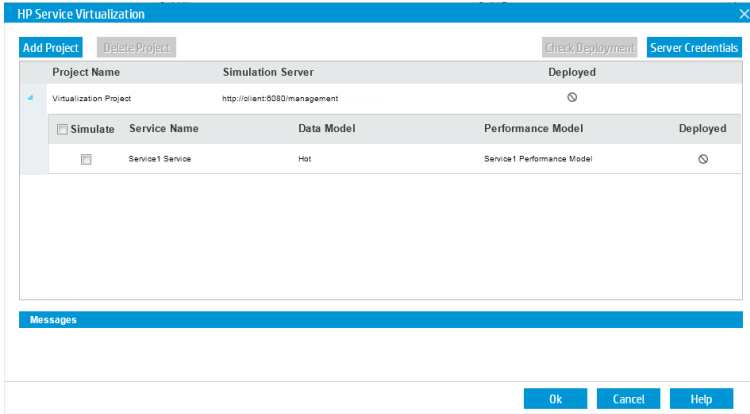 HP Service Virtualization
Add Project Delete Project Check Deployment Server Credentials
Project Name Simulation Server Deployed
Virtualization Project http://client:6080/management
Simulate Service Name Data Model Performance Model Deployed
Service1 Service Hot Service1 Performance Model
Messages
Ok Cancel Help